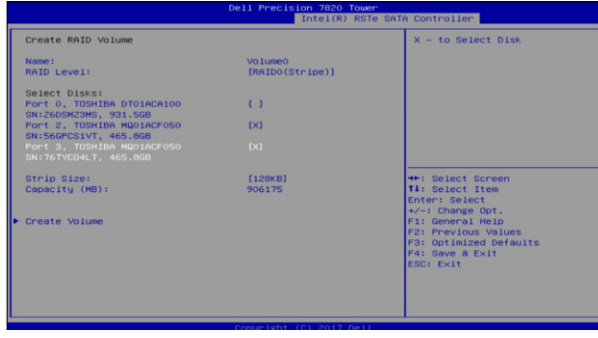 Dell Precision 7820 Tower
Intel(R) RSTe SATA Controller
Create RAID Volume
X - to Select Disk
Name: Volume0
RAID Level: [RAID0(Stripe)]
Select Disks:
Port 0, TOSHIBA DT01ACA100 [ ]
SN:26DSMZ3MS, 931.5GB
Port 2, TOSHIBA MQ01ACF050 [X]
SN:56GPCS1VT, 465.8GB
Port 3, TOSHIBA MQ01ACF050 [X]
SN:76TYC04LT, 465.8GB
Strip Size: [128KB]
Capacity (MB): 906175
▶ Create Volume
→←: Select Screen
↑↓: Select Item
Enter: Select
+/-: Change Opt.
F1: General Help
F2: Previous Values
F3: Optimized Defaults
F4: Save & Exit
ESC: Exit
Copyright (C) 2017 Dell